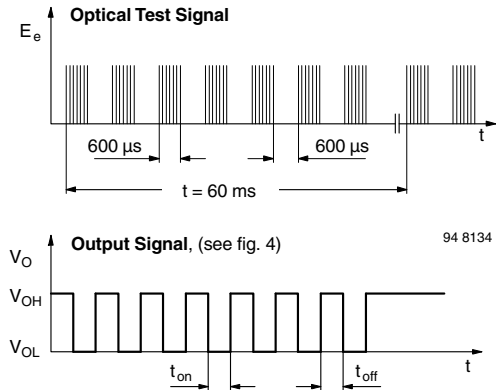 Optical Test Signal
E e
t
600 µs
600 µs
t = 60 ms
94 8134
Output Signal, (see fig. 4)
V O
V OH
V OL
t on
t off
t